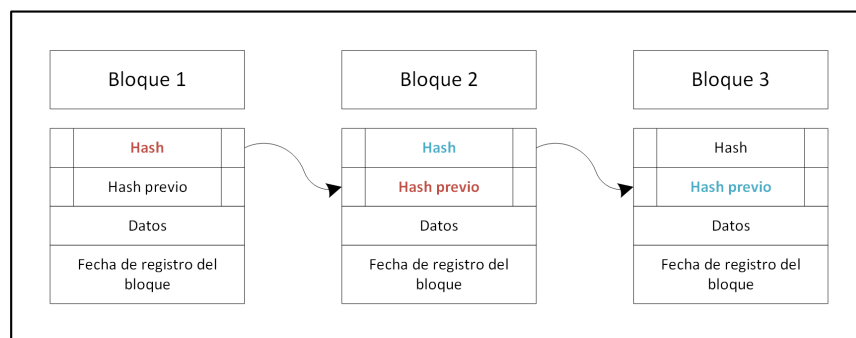 Bloque 1
Hash
Hash previo
Datos
Fecha de registro del
bloque
Bloque 2
Hash
Hash previo
Datos
Fecha de registro del
bloque
Bloque 3
Hash
Hash previo
Datos
Fecha de registro del
bloque